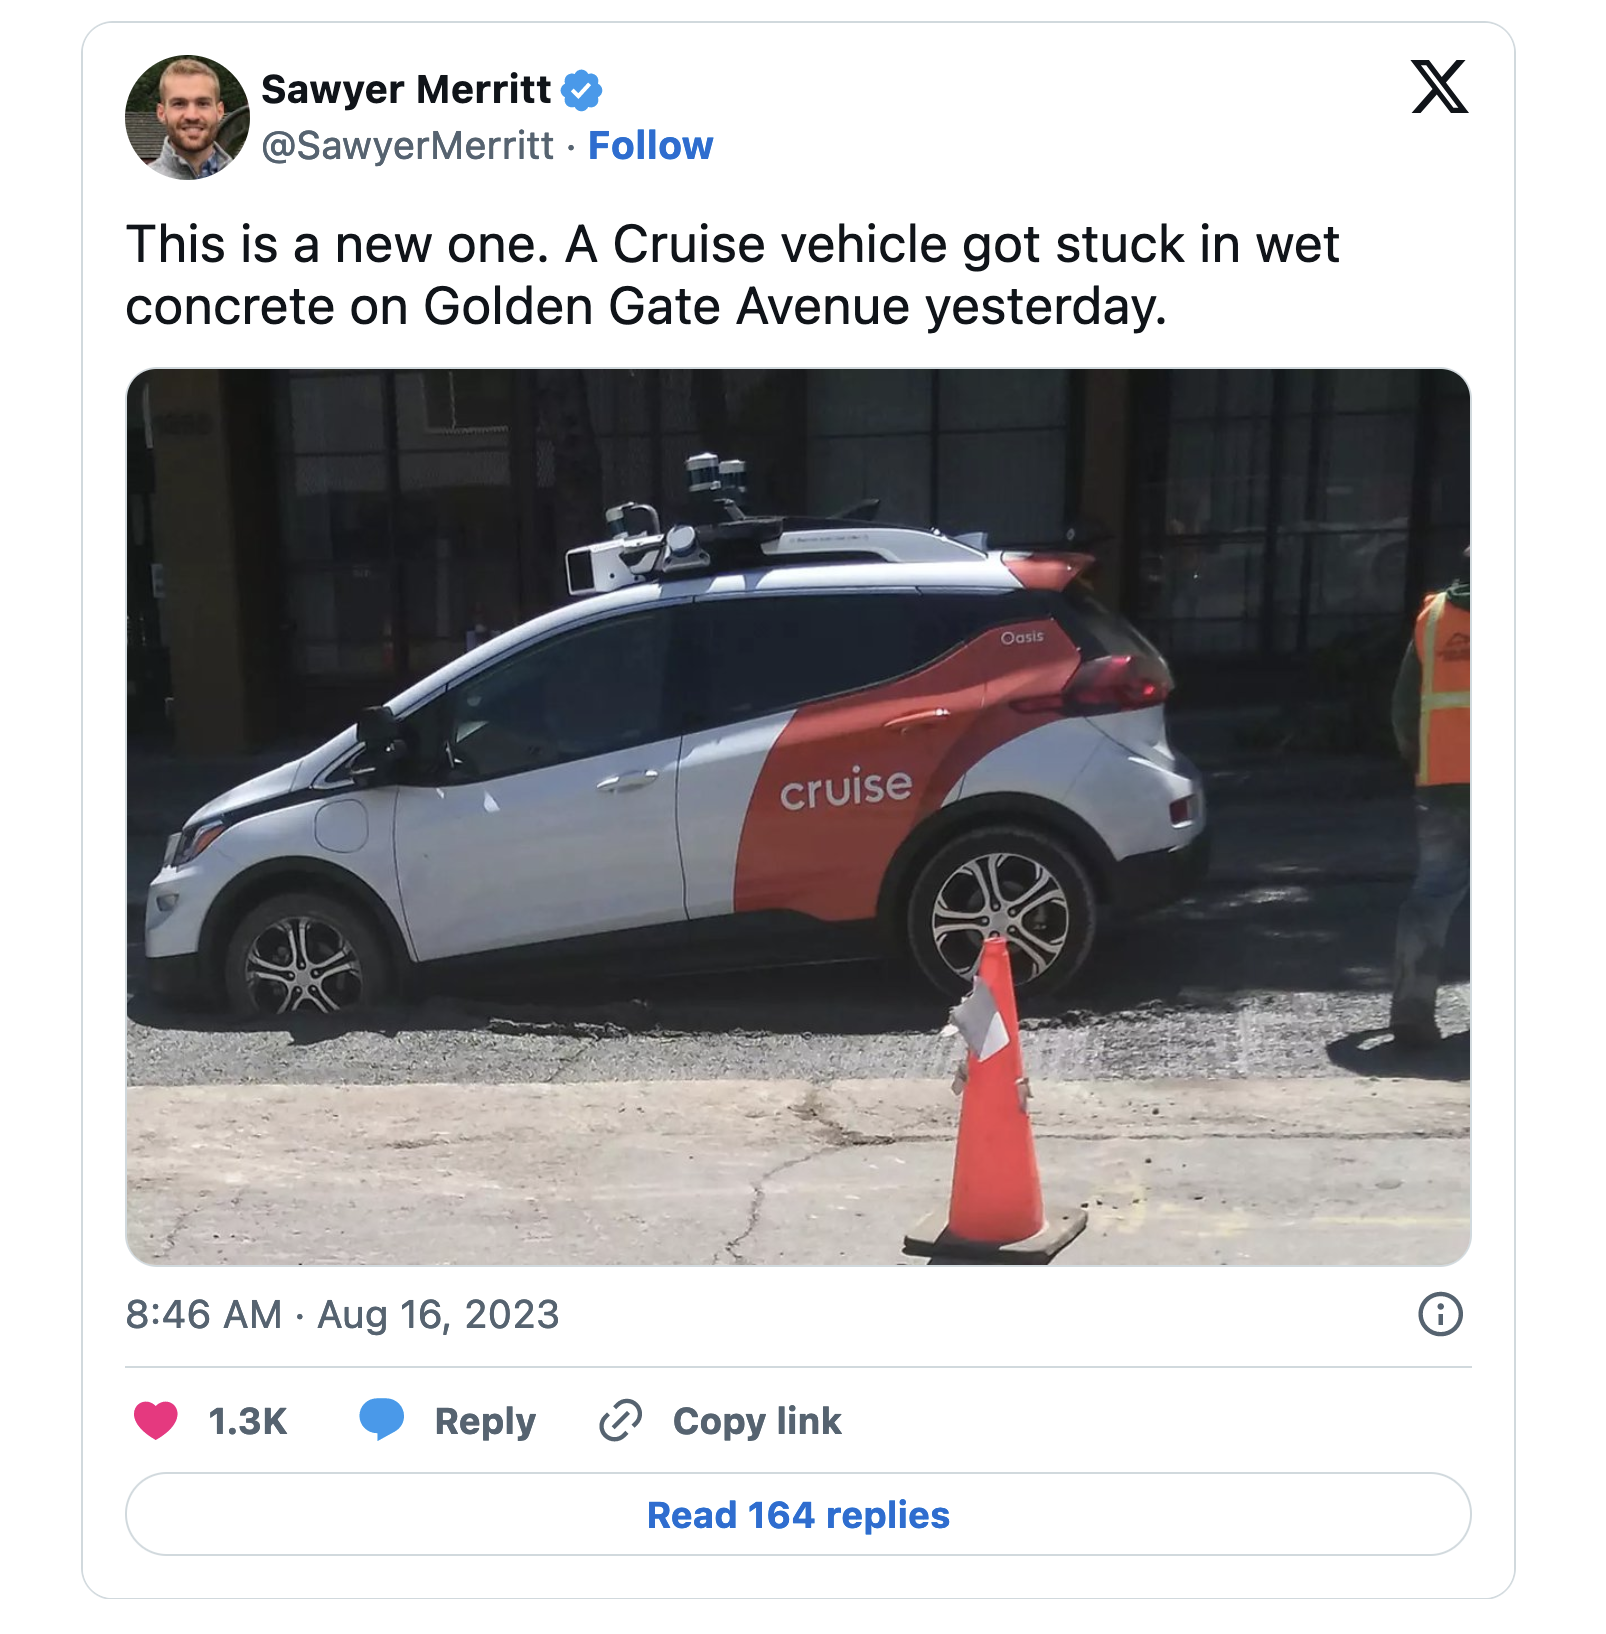 Sawyer Merritt
@SawyerMerritt · Follow
This is a new one. A Cruise vehicle got stuck in wet
concrete on Golden Gate Avenue yesterday.
Oasis
cruise
8:46 AM · Aug 16, 2023
1.3K Reply Copy link
Read 164 replies